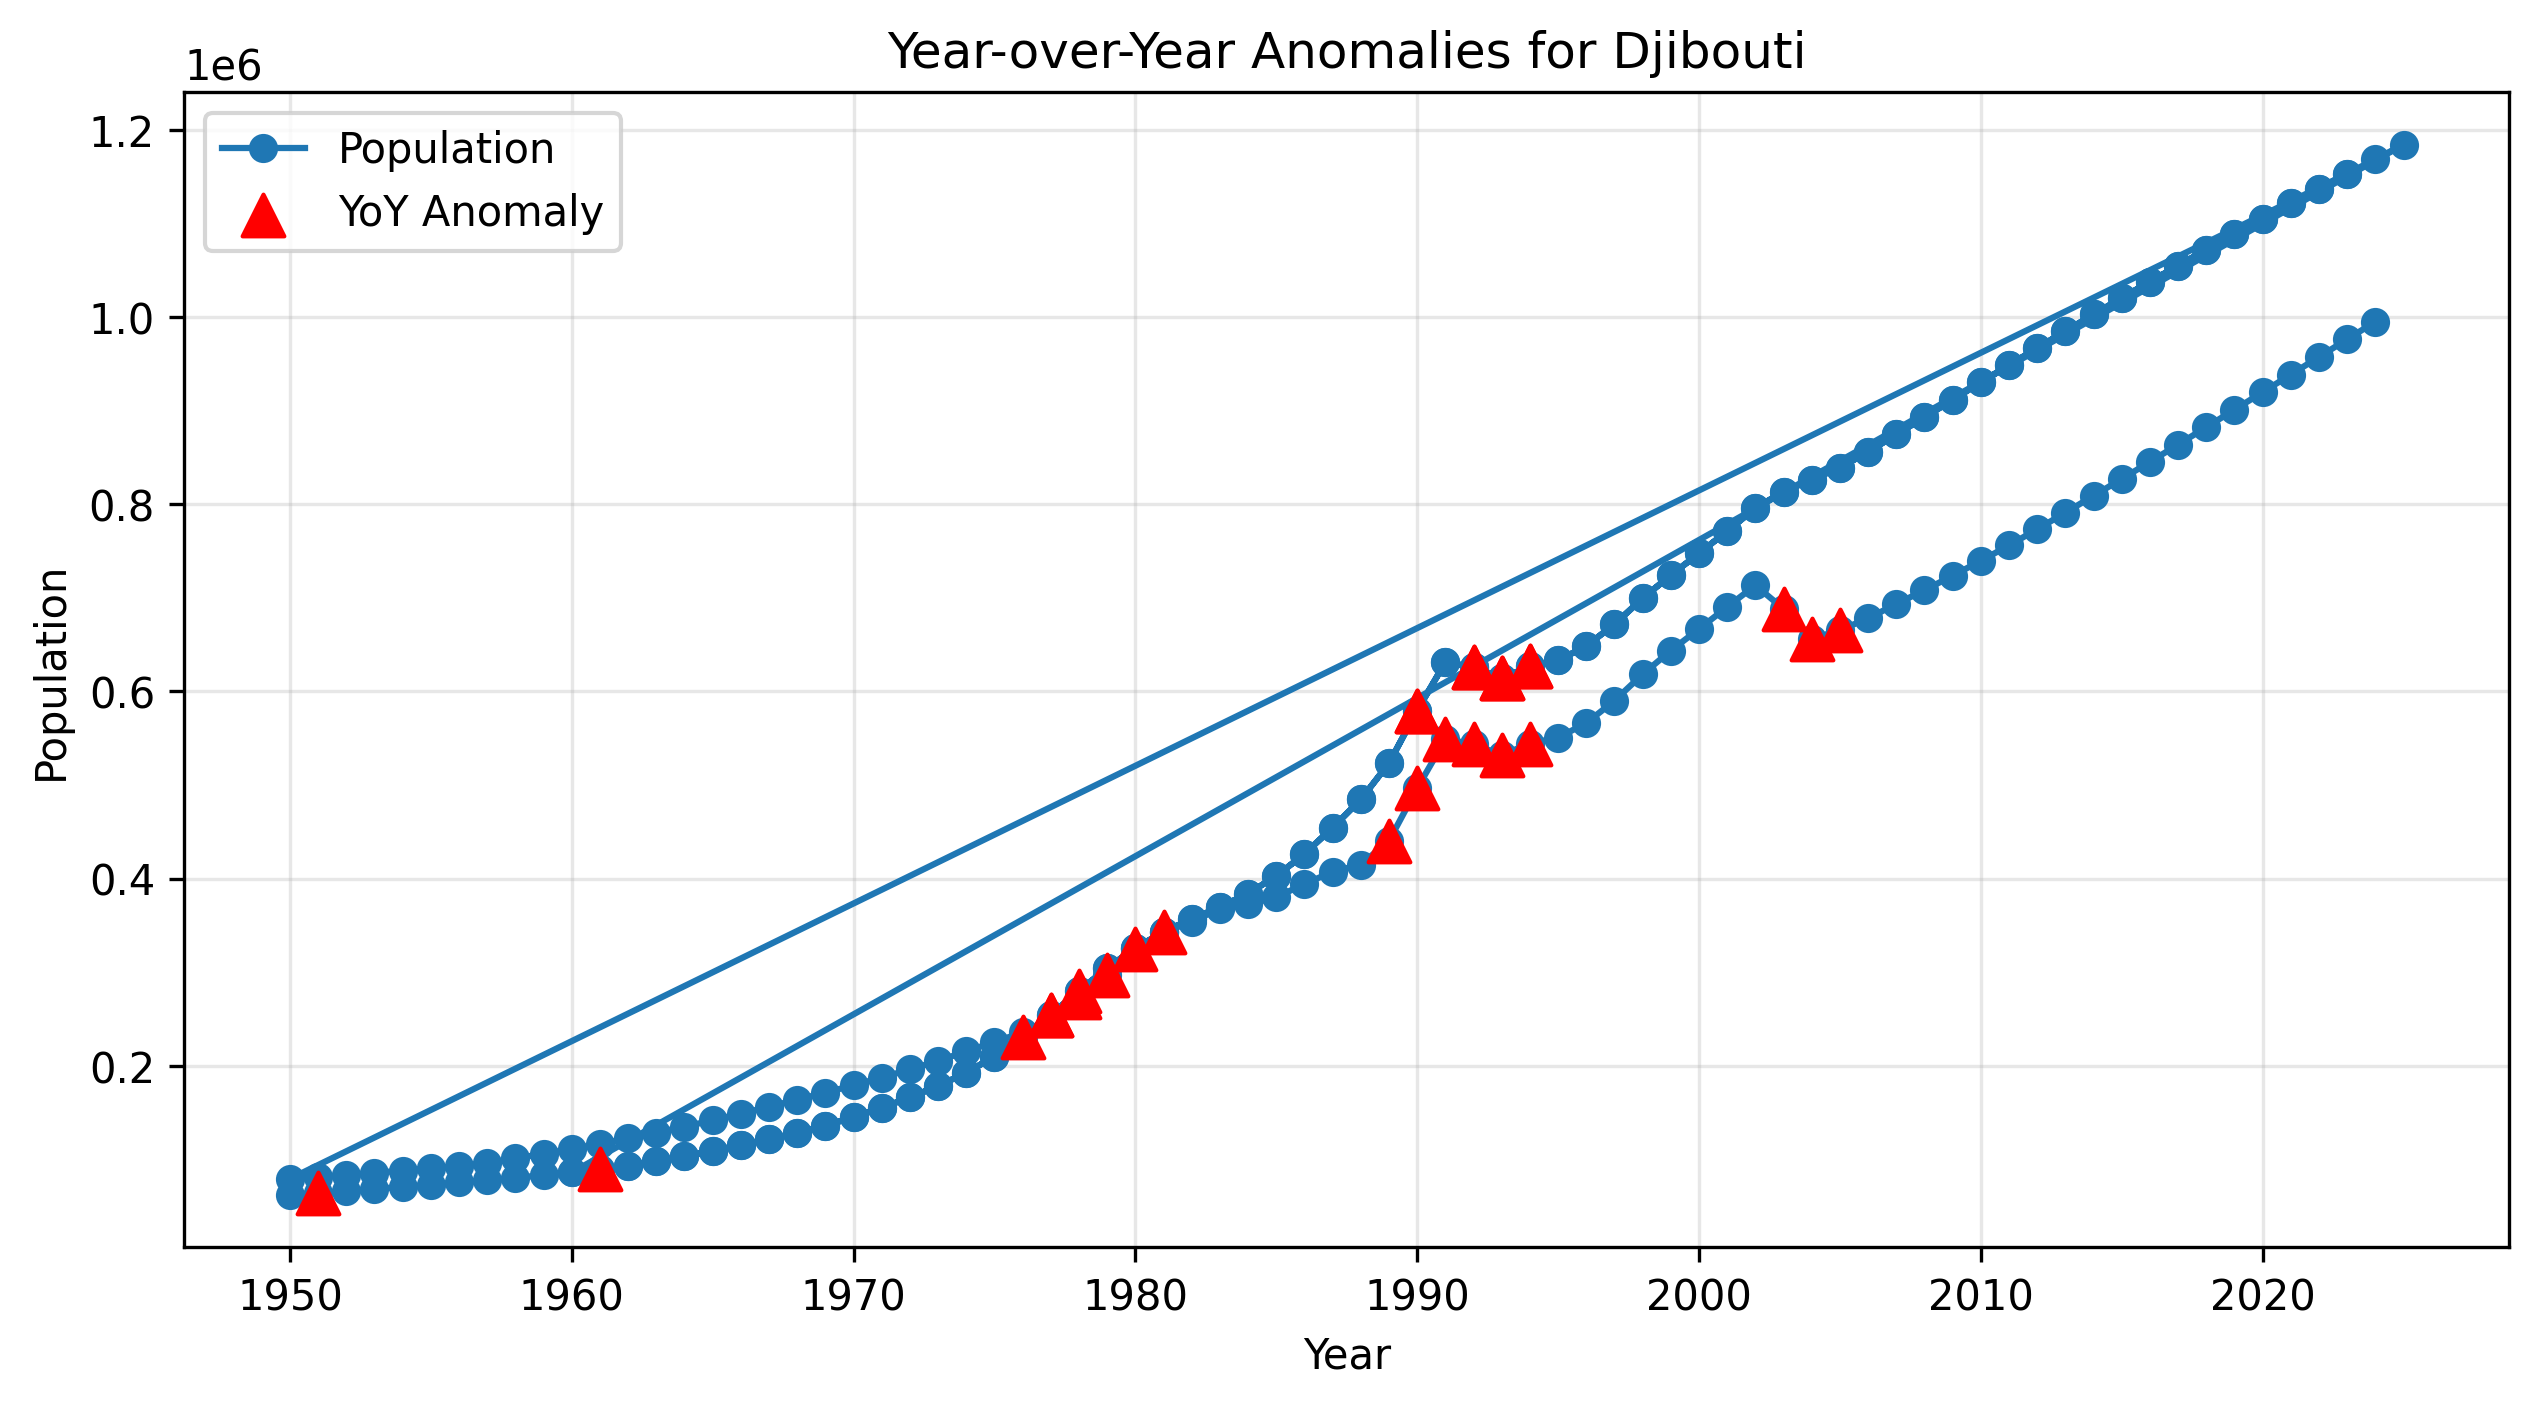 Year-over-Year Anomalies for Djibouti
1e6
Population
YoY Anomaly
1.2
1.0
0.8
0.6
0.4
0.2
Population
1950 1960 1970 1980 1990 2000 2010 2020
Year